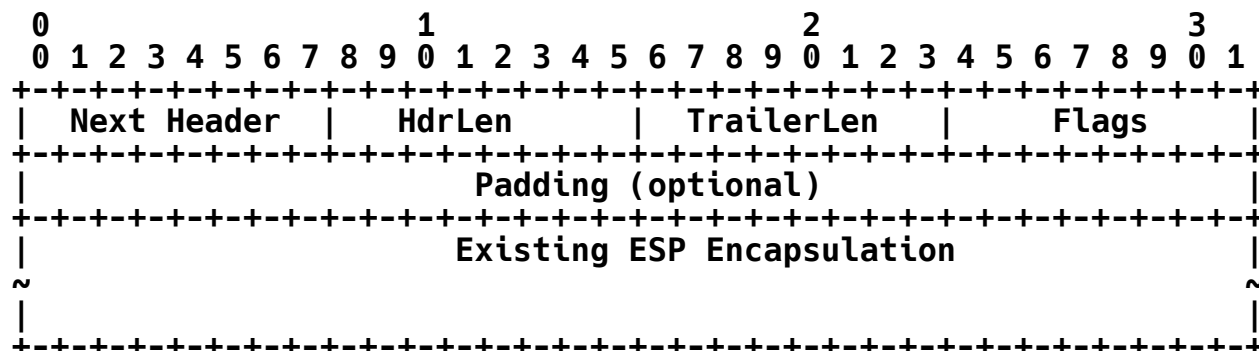 0                   1                   2                   3
 0 1 2 3 4 5 6 7 8 9 0 1 2 3 4 5 6 7 8 9 0 1 2 3 4 5 6 7 8 9 0 1
+-+-+-+-+-+-+-+-+-+-+-+-+-+-+-+-+-+-+-+-+-+-+-+-+-+-+-+-+-+-+-+-+
|  Next Header  |   HdrLen      |  TrailerLen   |     Flags     |
+-+-+-+-+-+-+-+-+-+-+-+-+-+-+-+-+-+-+-+-+-+-+-+-+-+-+-+-+-+-+-+-+
|                       Padding (optional)                      |
+-+-+-+-+-+-+-+-+-+-+-+-+-+-+-+-+-+-+-+-+-+-+-+-+-+-+-+-+-+-+-+-+
|                      Existing ESP Encapsulation               |
~                                                               ~
|                                                               |
+-+-+-+-+-+-+-+-+-+-+-+-+-+-+-+-+-+-+-+-+-+-+-+-+-+-+-+-+-+-+-+-+